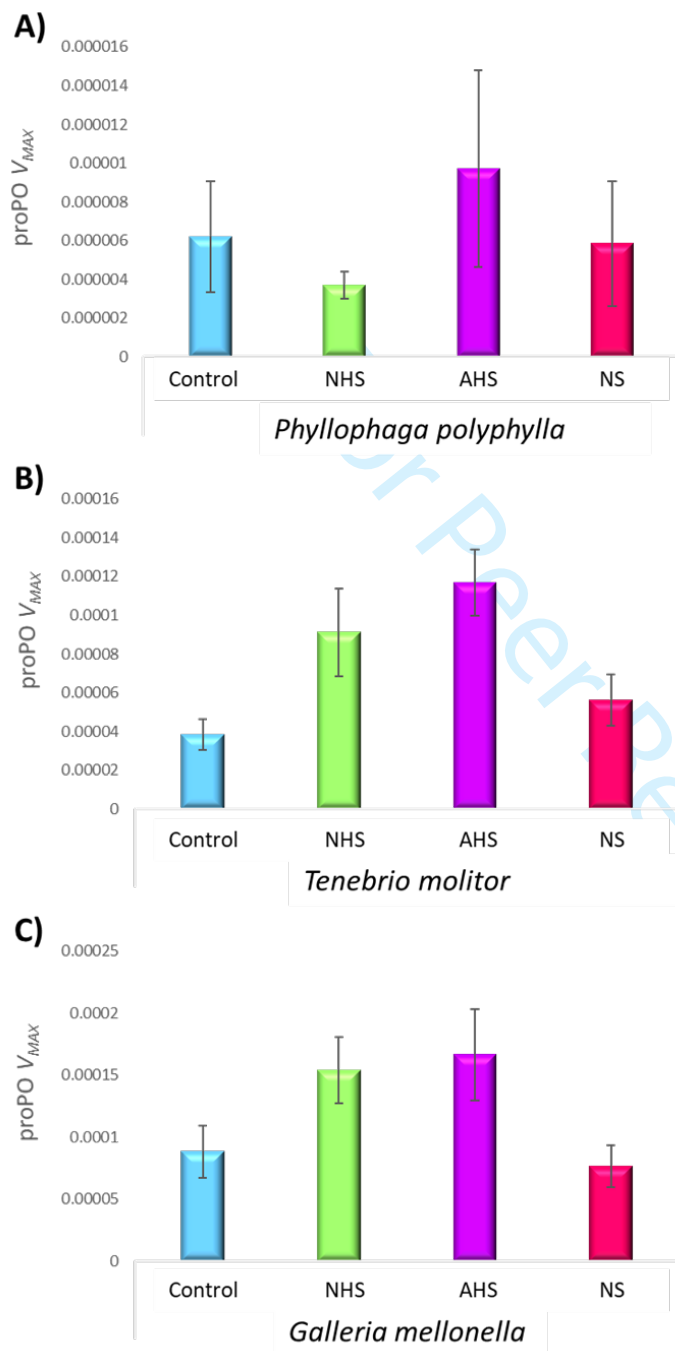 A)
0.000016
0.000014
0.000012
0.00001
0.000008
0.000006
0.000004
0.000002
0
proPO VMAX
Control NHS AHS NS
Phyllophaga polyphylla
or Peer Re
B)
0.00016
0.00014
0.00012
0.0001
0.00008
0.00006
0.00004
0.00002
0
proPO VMAX
Control NHS AHS NS
Tenebrio molitor
C)
0.00025
0.0002
0.00015
0.0001
0.00005
0
proPO VMAX
Control NHS AHS NS
Galleria mellonella